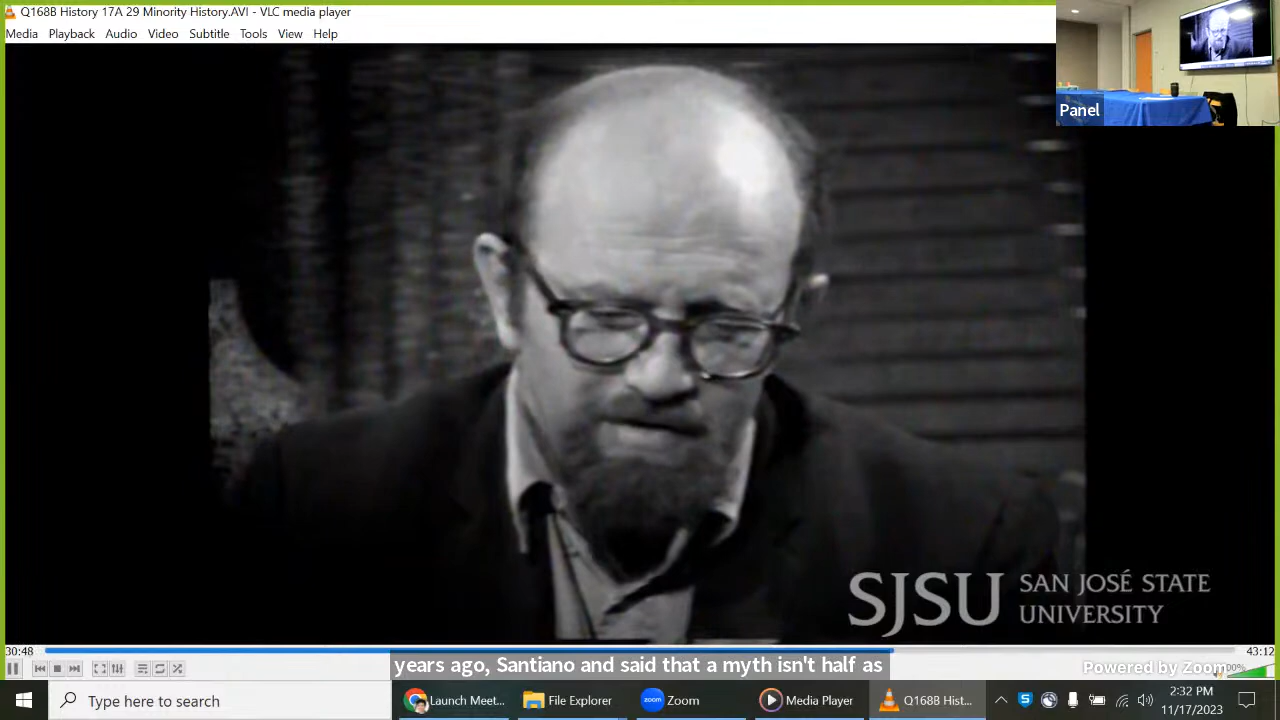 Q168B History 17A 29 Minority History.AVI - VLC media player
Media Playback Audio Video Subtitle Tools View Help
Panel
SJSU SAN JOSÉ STATE
UNIVERSITY
30:48
43:12
years ago, Santiano and said that a myth isn't half as
Powered by Zoom
Type here to search
Launch Meet...
File Explorer
Zoom
Media Player
Q168B Hist...
2:32 PM
11/17/2023